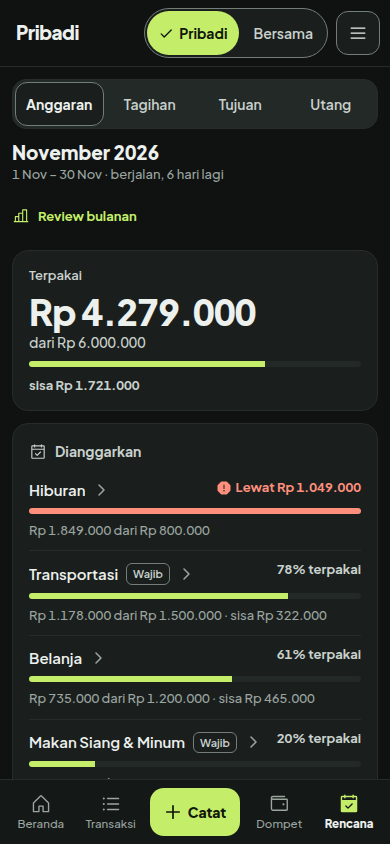 Pribadi
Pribadi
Bersama
Anggaran
Tagihan
Tujuan
Utang
November 2026
1 Nov – 30 Nov · berjalan, 6 hari lagi
Review bulanan
Terpakai
Rp 4.279.000
dari Rp 6.000.000
sisa Rp 1.721.000
Dianggarkan
Hiburan
Lewat Rp 1.049.000
Rp 1.849.000 dari Rp 800.000
Transportasi
Wajib
78% terpakai
Rp 1.178.000 dari Rp 1.500.000 · sisa Rp 322.000
Belanja
61% terpakai
Rp 735.000 dari Rp 1.200.000 · sisa Rp 465.000
Makan Siang & Minum
Wajib
20% terpakai
Beranda
Transaksi
Catat
Dompet
Rencana